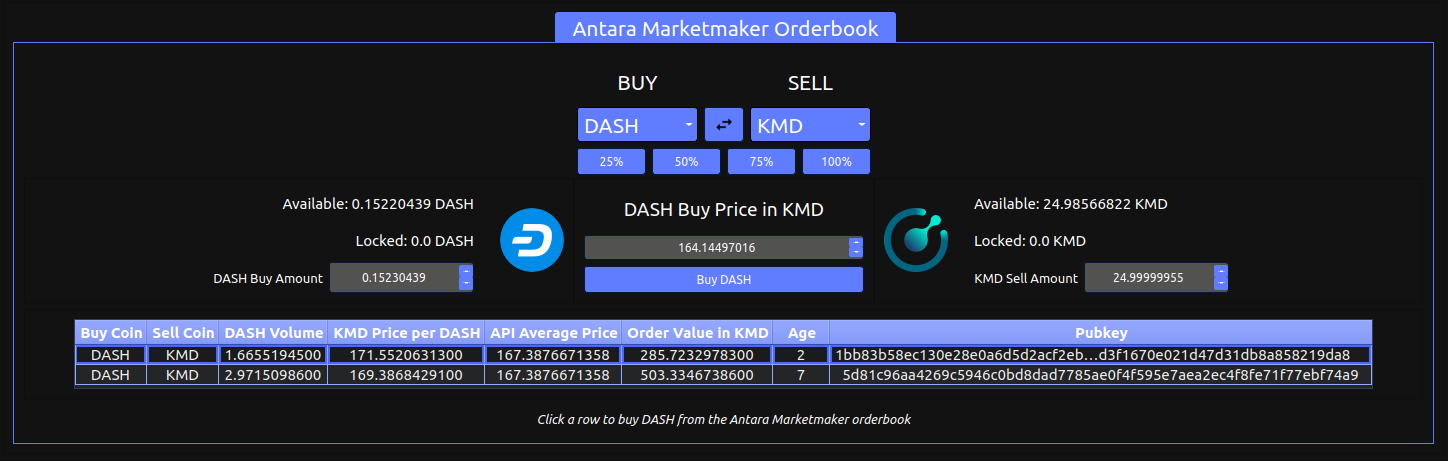 Antara Marketmaker Orderbook
BUY SELL
DASH KMD
25% 50% 75% 100%
Available: 0.15220439 DASH
Locked: 0.0 DASH
DASH Buy Amount 0.15230439
DASH Buy Price in KMD
164.14497016
Buy DASH
Available: 24.98566822 KMD
Locked: 0.0 KMD
KMD Sell Amount 24.99999955
Buy Coin Sell Coin DASH Volume KMD Price per DASH API Average Price Order Value in KMD Age Pubkey
DASH KMD 1.6655194500 171.5520631300 167.3876671358 285.7232978300 2 1bb83b58ec130e28e0a6d5d2acf2eb...d3f1670e021d47d31db8a858219da8
DASH KMD 2.9715098600 169.3868429100 167.3876671358 503.3346738600 7 5d81c96aa4269c5946c0bd8dad7785ae0f4f595e7aea2ec4f8fe71f77ebf74a9
Click a row to buy DASH from the Antara Marketmaker orderbook